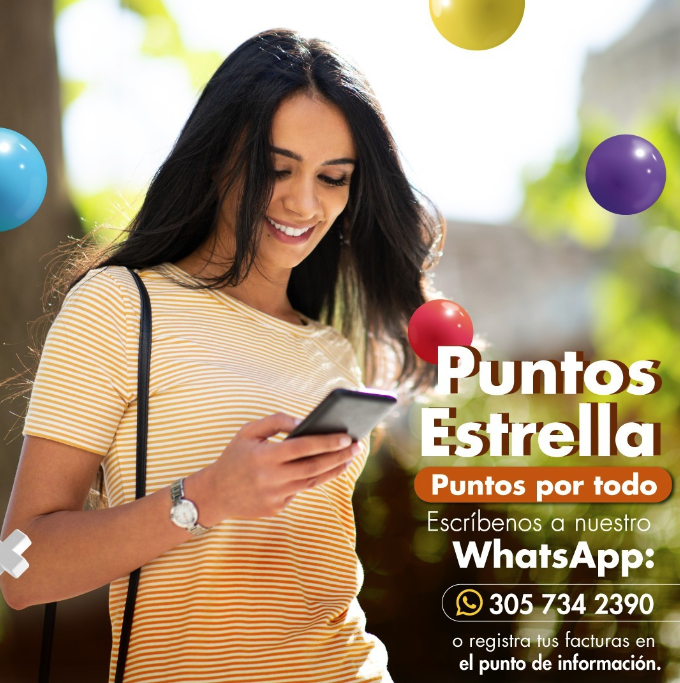 Puntos
Estrella
Puntos por todo
Escríbenos a nuestro
WhatsApp:
305 734 2390
o registra tus facturas en
el punto de información.